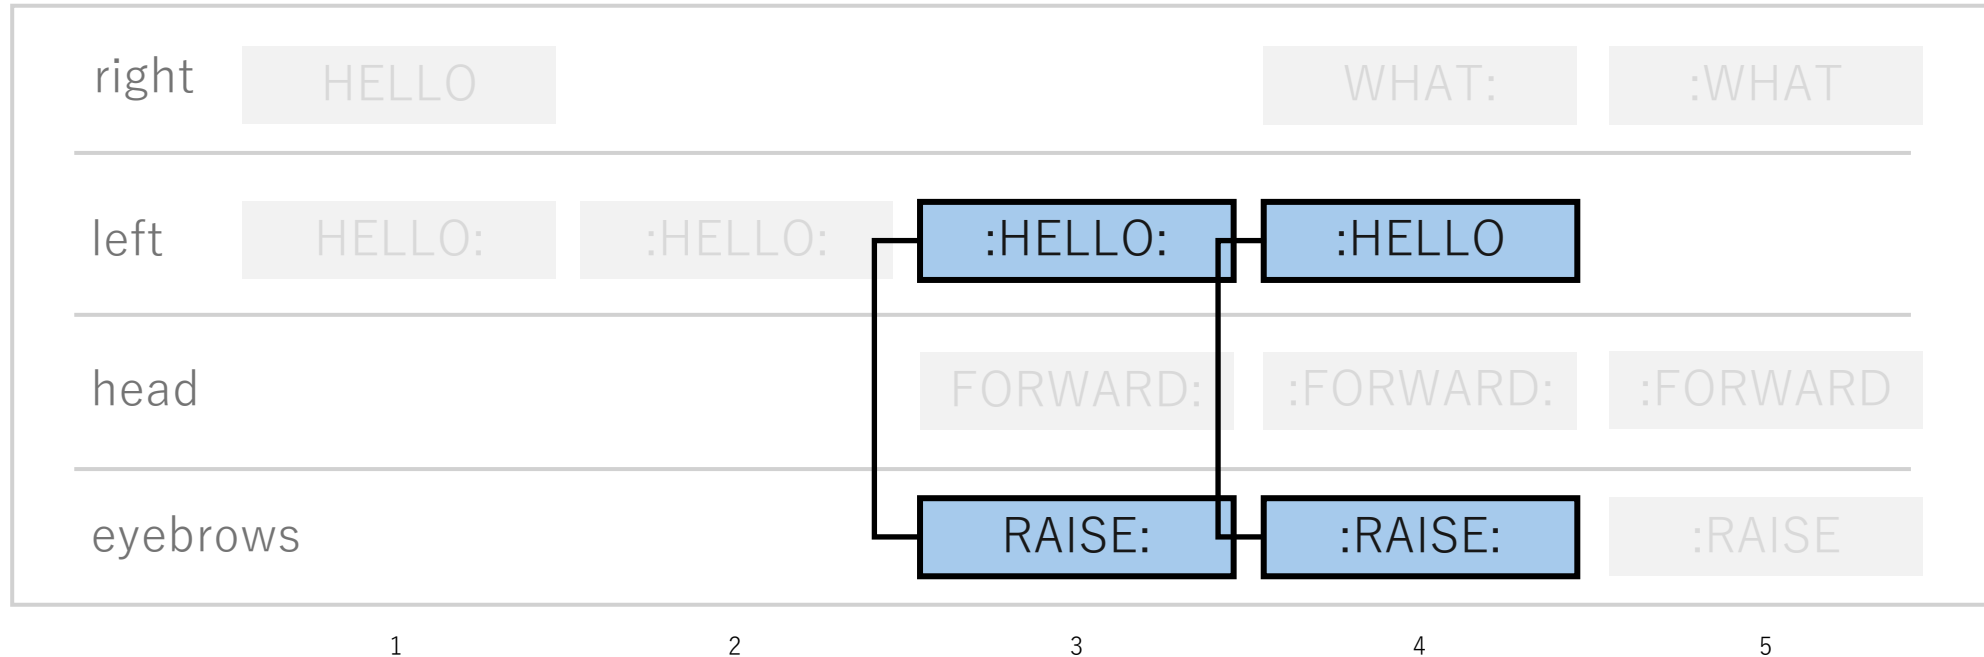 right HELLO WHAT: :WHAT
left HELLO: :HELLO: :HELLO: :HELLO
head FORWARD: :FORWARD: :FORWARD
eyebrows RAISE: :RAISE: :RAISE
1 2 3 4 5